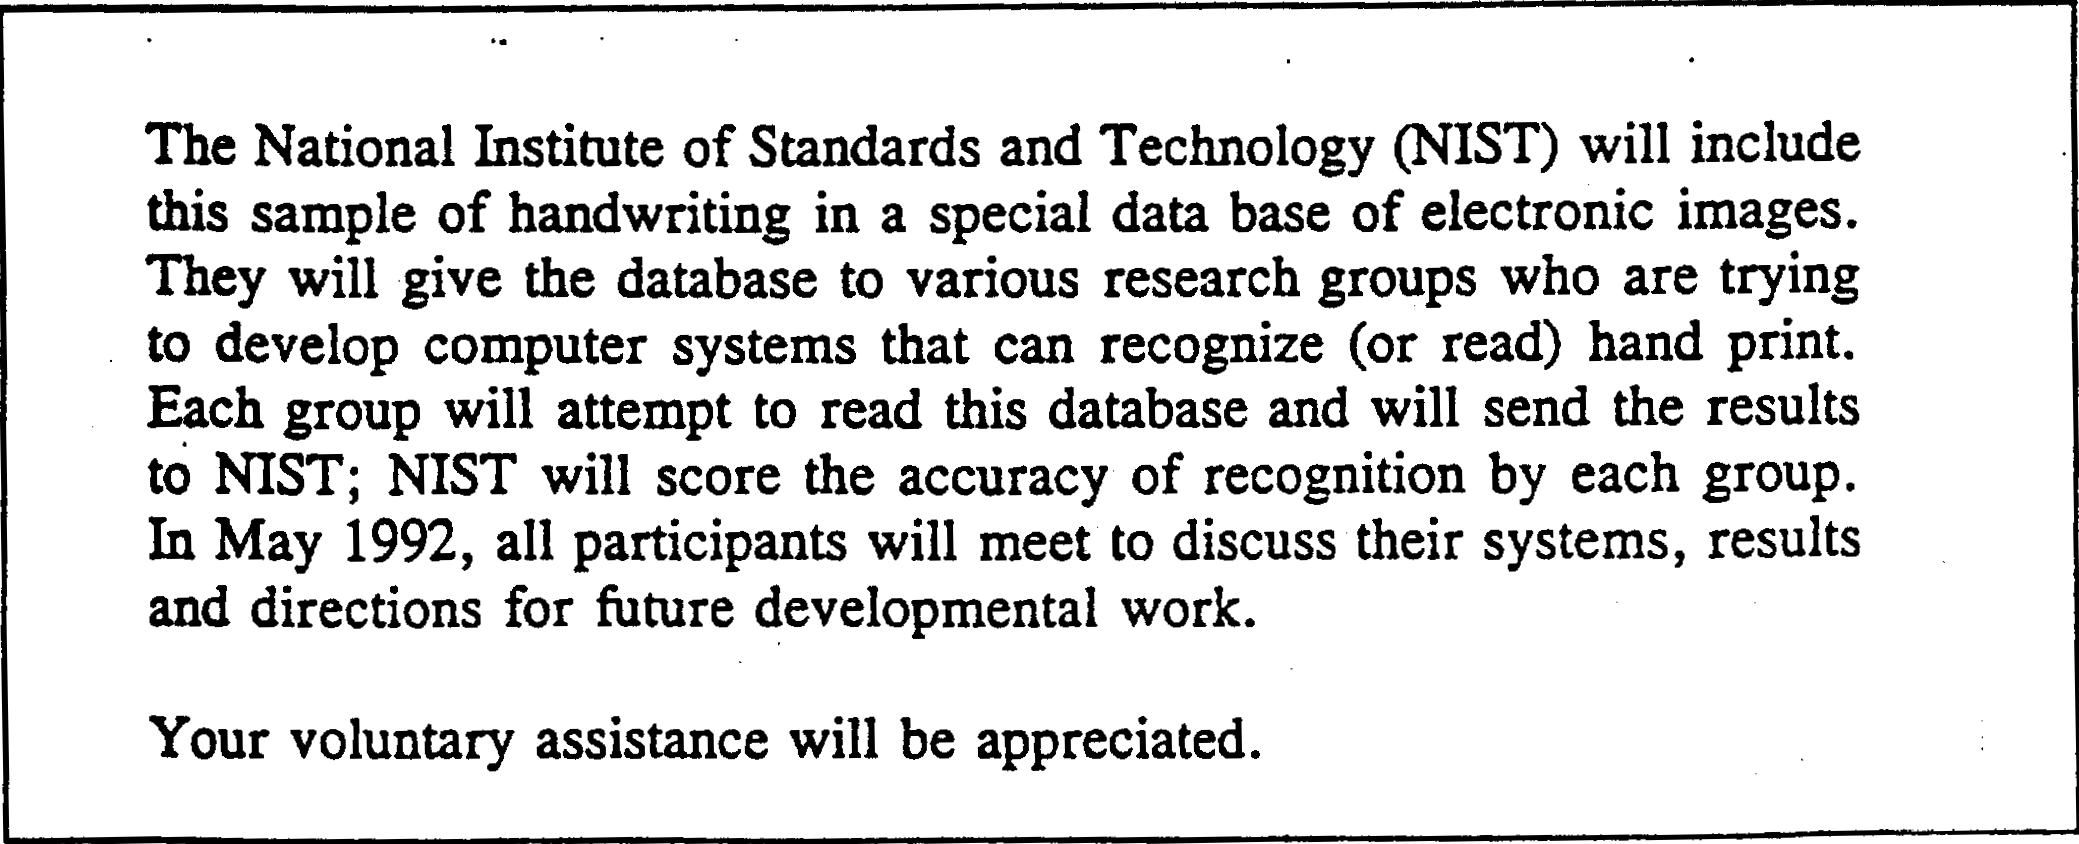 The National Institute of Standards and Technology (NIST) will include
this sample of handwriting in a special data base of electronic images.
They will give the database to various research groups who are trying
to develop computer systems that can recognize (or read) hand print.
Each group will attempt to read this database and will send the results
to NIST; NIST will score the accuracy of recognition by each group.
In May 1992, all participants will meet to discuss their systems, results
and directions for future developmental work.
Your voluntary assistance will be appreciated.